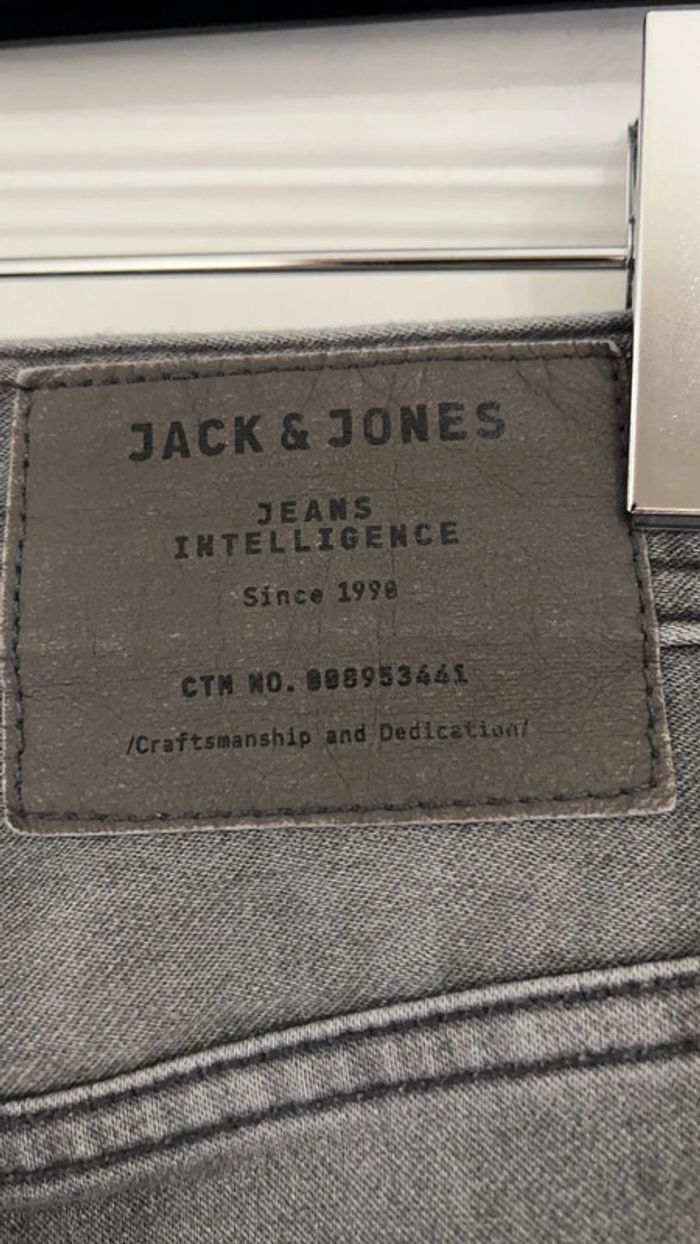 JACK & JONES
JEANS
INTELLIGENCE
Since 1990
CTN NO. 008953441
/Craftsmanship and Dedication/